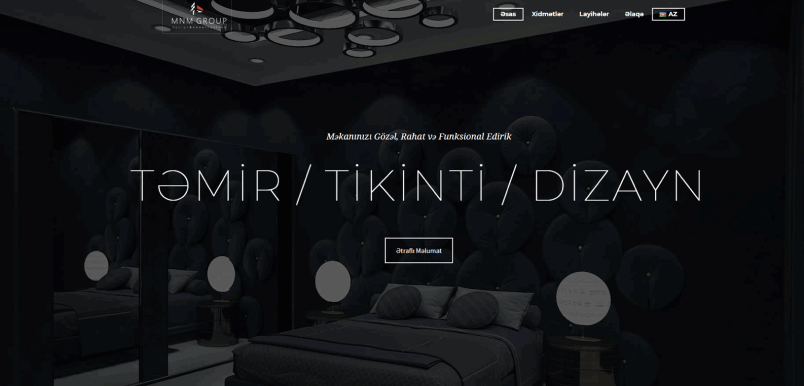 MNM GROUP
Əsas Xidmətlər Layihələr Əlaqə AZ
Məkanınızı Gözəl, Rahat və Funksional Edirik
TƏMİR / TİKİNTİ / DİZAYN
Ətraflı Məlumat